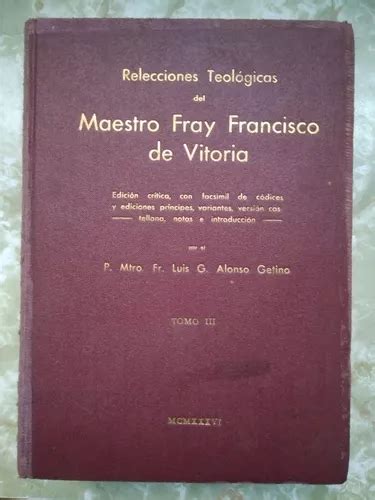 Relecciones Teológicas
del
Maestro Fray Francisco
de Vitoria
Edición crítica, con facsímil de códices
y ediciones príncipes, variantes, versión cas
tellana, notas e introducción
por el
P. Mtro. Fr. Luis G. Alonso Getino
TOMO III
MCMXXXVI